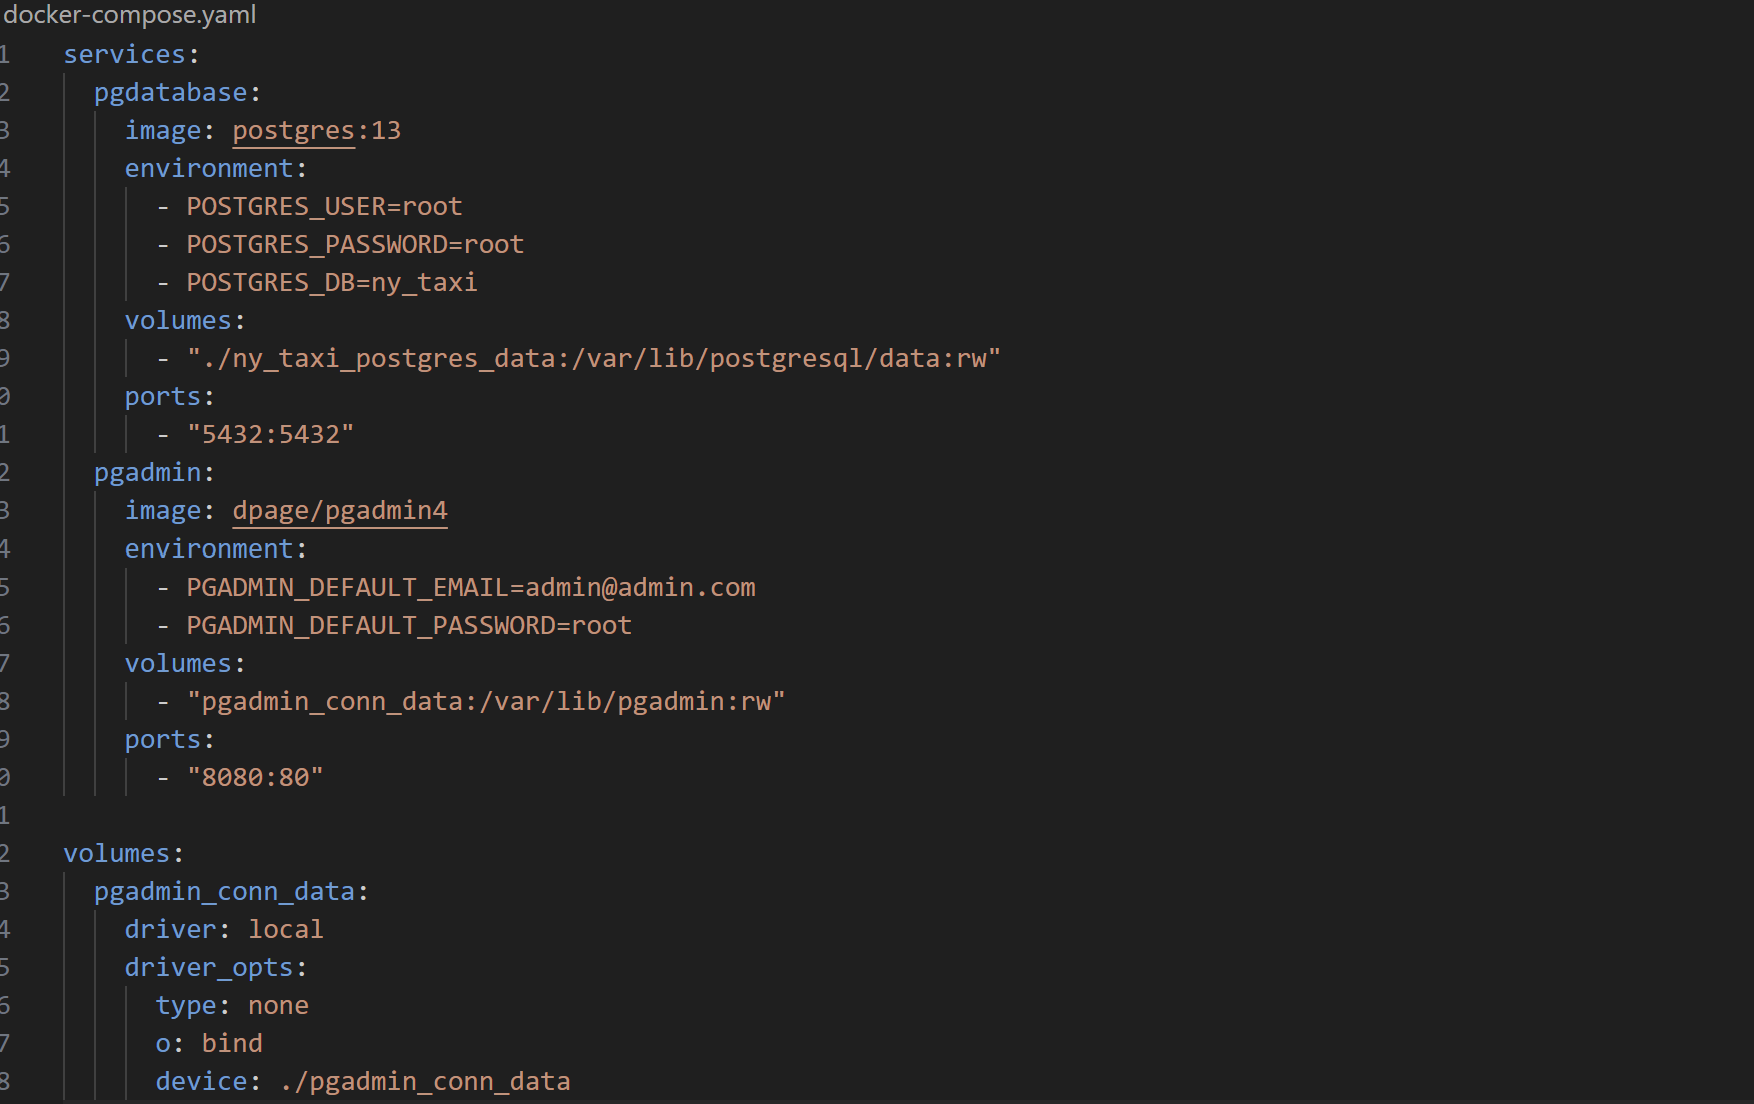 docker-compose.yaml
1 services:
2 pgdatabase:
3 image: postgres:13
4 environment:
5 - POSTGRES_USER=root
6 - POSTGRES_PASSWORD=root
7 - POSTGRES_DB=ny_taxi
8 volumes:
9 - "./ny_taxi_postgres_data:/var/lib/postgresql/data:rw"
0 ports:
1 - "5432:5432"
2 pgadmin:
3 image: dpage/pgadmin4
4 environment:
5 - PGADMIN_DEFAULT_EMAIL=admin@admin.com
6 - PGADMIN_DEFAULT_PASSWORD=root
7 volumes:
8 - "pgadmin_conn_data:/var/lib/pgadmin:rw"
9 ports:
0 - "8080:80"
1
2 volumes:
3 pgadmin_conn_data:
4 driver: local
5 driver_opts:
6 type: none
7 o: bind
8 device: ./pgadmin_conn_data